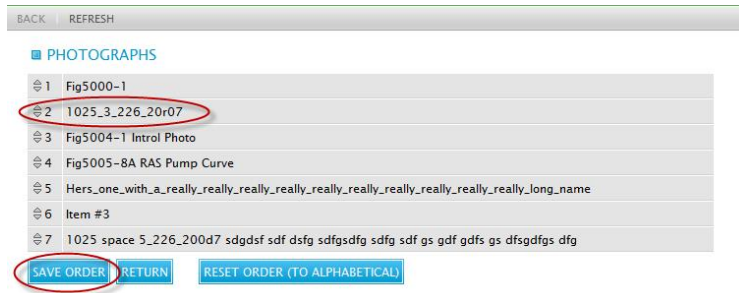 BACK REFRESH
PHOTOGRAPHS
1 Fig5000-1
2 1025_3_226_20r07
3 Fig5004-1 Introl Photo
4 Fig5005-8A RAS Pump Curve
5 Hers_one_with_a_really_really_really_really_really_really_really_really_really_really_long_name
6 Item #3
7 1025 space 5_226_200d7 sdgdsf sdf dsfg sdfgsdfg sdfg sdf gs gdf gdfs gs dfsgdfgs dfg
SAVE ORDER RETURN RESET ORDER (TO ALPHABETICAL)